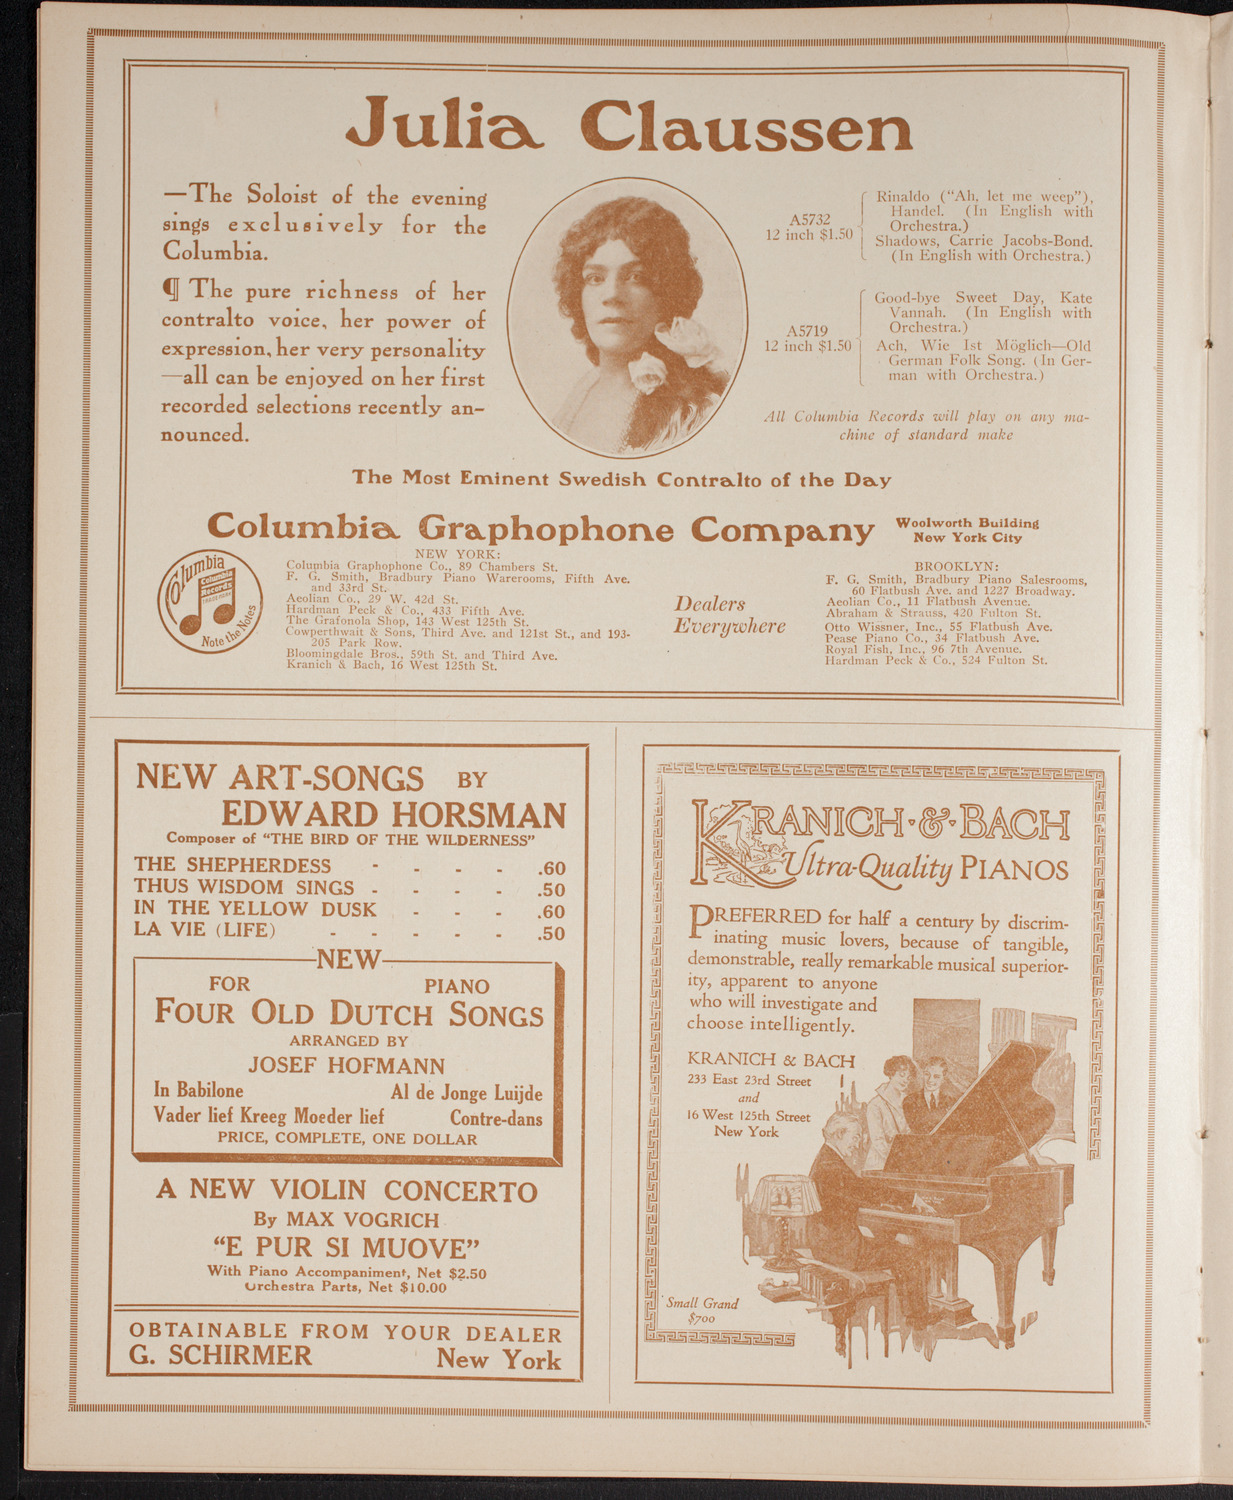 Julia Claussen
—The Soloist of the evening
sings exclusively for the
Columbia.
¶ The pure richness of her
contralto voice, her power of
expression, her very personality
—all can be enjoyed on her first
recorded selections recently an-
nounced.
A5732
12 inch $1.50
Rinaldo (“Ah, let me weep”),
Handel. (In English with
Orchestra.)
Shadows, Carrie Jacobs-Bond.
(In English with Orchestra.)
A5719
12 inch $1.50
Good-bye Sweet Day, Kate
Vannah. (In English with
Orchestra.)
Ach, Wie Ist Möglich—Old
German Folk Song. (In Ger-
man with Orchestra.)
All Columbia Records will play on any ma-
chine of standard make
The Most Eminent Swedish Contralto of the Day
Columbia Graphophone Company
Woolworth Building
New York City
Columbia
Columbia
Records
TRADE MARK
Note the Notes
NEW YORK:
Columbia Graphophone Co., 89 Chambers St.
F. G. Smith, Bradbury Piano Warerooms, Fifth Ave.
and 33rd St.
Aeolian Co., 29 W. 42d St.
Hardman Peck & Co., 433 Fifth Ave.
The Grafonola Shop, 143 West 125th St.
Cowperthwait & Sons, Third Ave. and 121st St., and 193-
205 Park Row.
Bloomingdale Bros., 59th St. and Third Ave.
Kranich & Bach, 16 West 125th St.
Dealers
Everywhere
BROOKLYN:
F. G. Smith, Bradbury Piano Salesrooms,
60 Flatbush Ave. and 1227 Broadway.
Aeolian Co., 11 Flatbush Avenue.
Abraham & Strauss, 420 Fulton St.
Otto Wissner, Inc., 55 Flatbush Ave.
Pease Piano Co., 34 Flatbush Ave.
Royal Fish, Inc., 96 7th Avenue.
Hardman Peck & Co., 524 Fulton St.
NEW ART-SONGS BY
EDWARD HORSMAN
Composer of “THE BIRD OF THE WILDERNESS”
THE SHEPHERDESS - - - - .60
THUS WISDOM SINGS - - - - .50
IN THE YELLOW DUSK - - - .60
LA VIE (LIFE) - - - - - .50
NEW
FOR PIANO
FOUR OLD DUTCH SONGS
ARRANGED BY
JOSEF HOFMANN
In Babilone Al de Jonge Luijde
Vader lief Kreeg Moeder lief Contre-dans
PRICE, COMPLETE, ONE DOLLAR
A NEW VIOLIN CONCERTO
By MAX VOGRICH
“E PUR SI MUOVE”
With Piano Accompaniment, Net $2.50
Orchestra Parts, Net $10.00
OBTAINABLE FROM YOUR DEALER
G. SCHIRMER New York
KRANICH·&·BACH
Ultra-Quality PIANOS
PREFERRED for half a century by discrim-
inating music lovers, because of tangible,
demonstrable, really remarkable musical superior-
ity, apparent to anyone
who will investigate and
choose intelligently.
KRANICH & BACH
233 East 23rd Street
and
16 West 125th Street
New York
Small Grand
$700